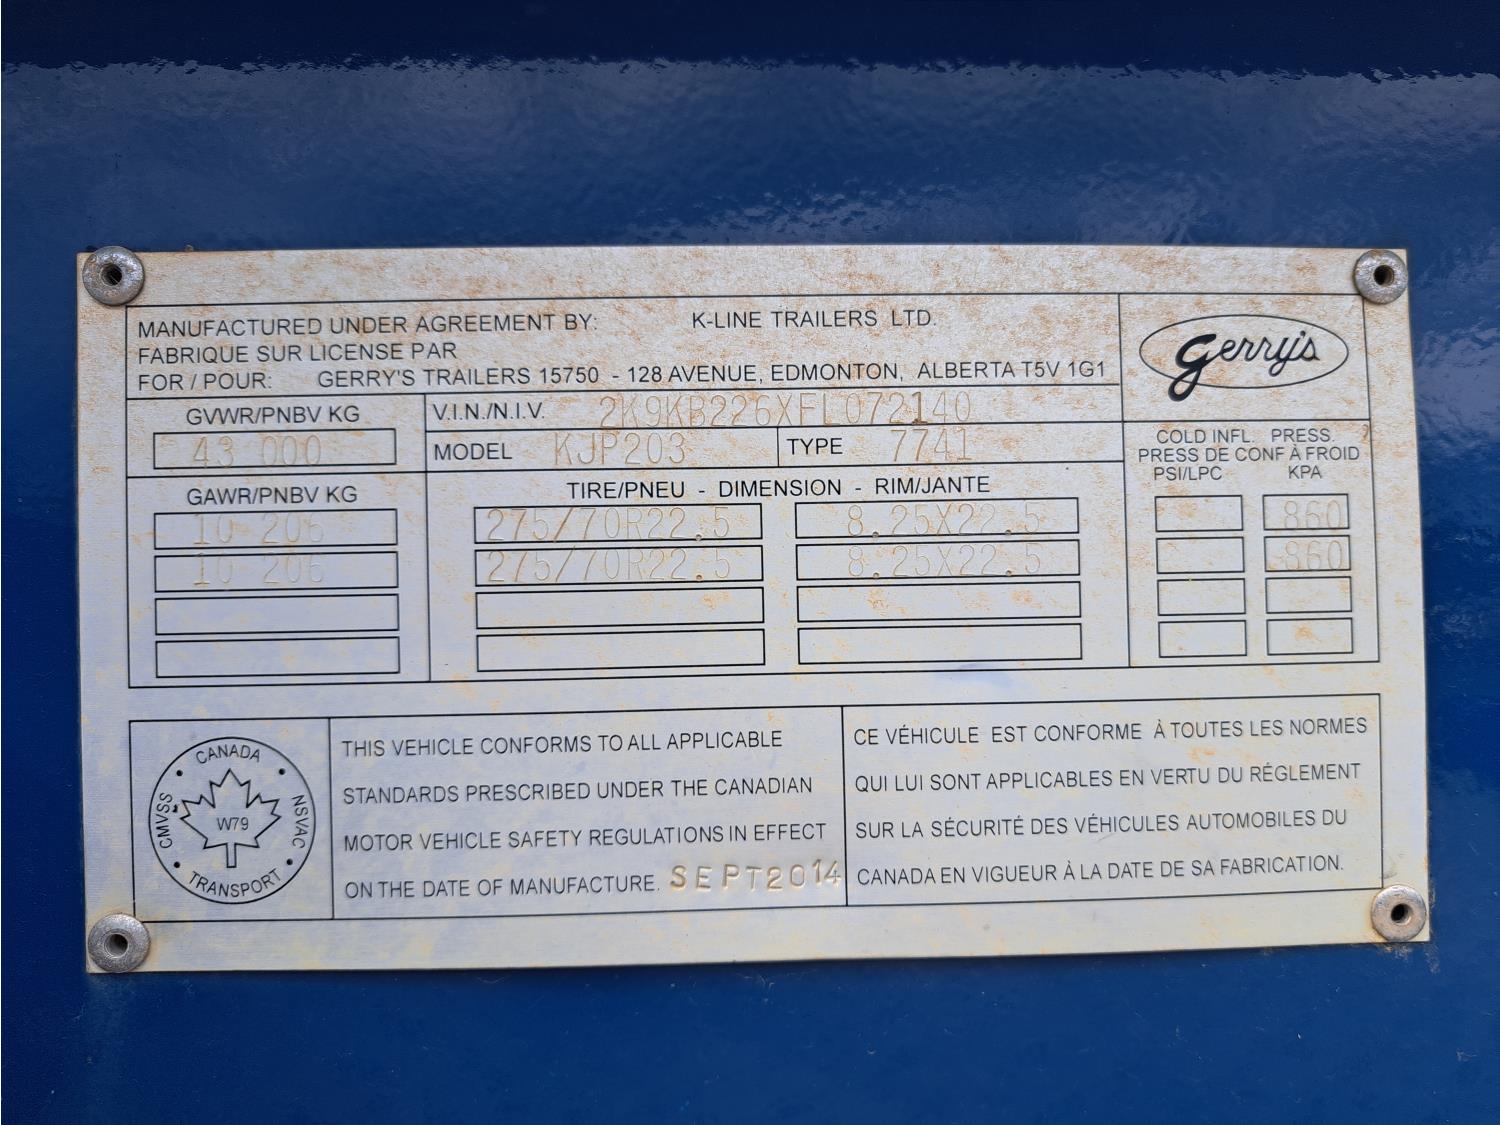 MANUFACTURED UNDER AGREEMENT BY: K-LINE TRAILERS LTD.
FABRIQUE SUR LICENSE PAR
FOR / POUR: GERRY'S TRAILERS 15750 - 128 AVENUE, EDMONTON, ALBERTA T5V 1G1
Gerry's
GVWR/PNBV KG
43 000
V.I.N./N.I.V. 2K9KB226XFL072140
MODEL KJP203 TYPE 7741
COLD INFL. PRESS.
PRESS DE CONF À FROID
PSI/LPC KPA
GAWR/PNBV KG
TIRE/PNEU - DIMENSION - RIM/JANTE
10 206 275/70R22.5 8.25X22.5 860
10 206 275/70R22.5 8.25X22.5 860
CANADA
CMVSS
NSVAC
W79
TRANSPORT
THIS VEHICLE CONFORMS TO ALL APPLICABLE
STANDARDS PRESCRIBED UNDER THE CANADIAN
MOTOR VEHICLE SAFETY REGULATIONS IN EFFECT
ON THE DATE OF MANUFACTURE. SEPT2014
CE VÉHICULE EST CONFORME À TOUTES LES NORMES
QUI LUI SONT APPLICABLES EN VERTU DU RÉGLEMENT
SUR LA SÉCURITÉ DES VÉHICULES AUTOMOBILES DU
CANADA EN VIGUEUR À LA DATE DE SA FABRICATION.